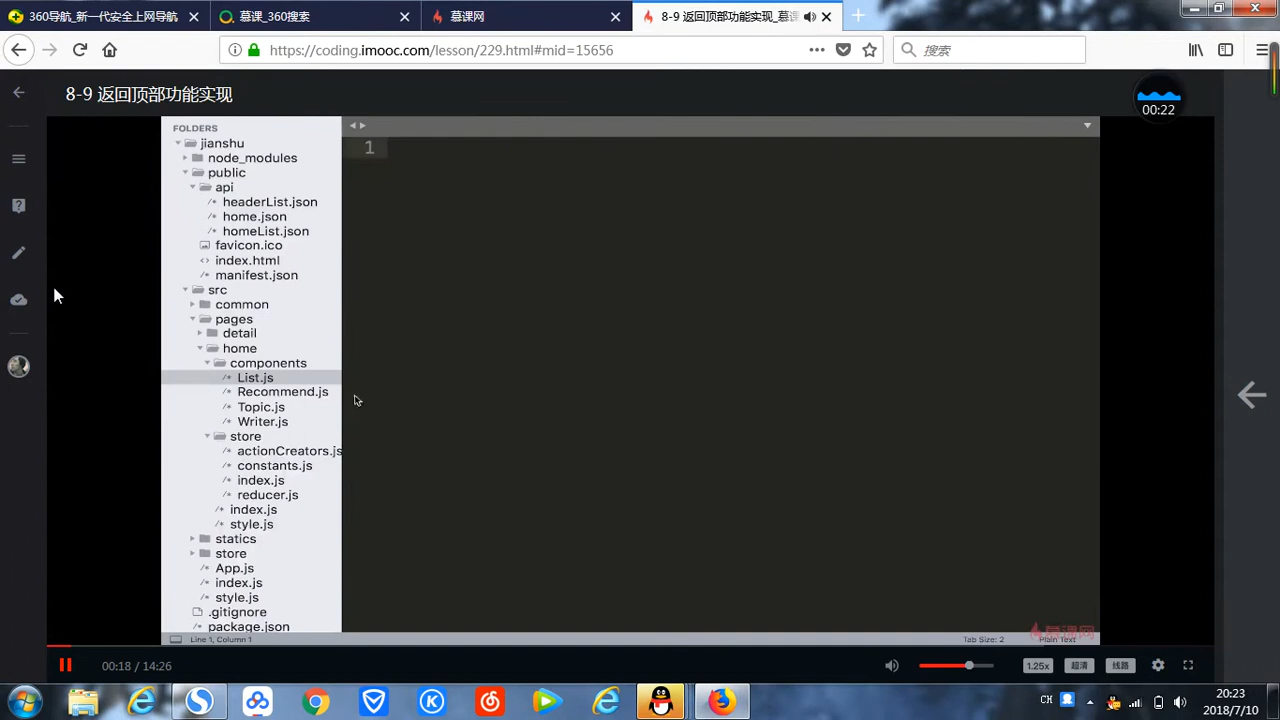 360导航
安全上网导航
慕课_360搜索
慕课网
8-9 返回顶部功能实现_慕课
https://coding.imooc.com/lesson/229.html#mid=15656
搜索
8-9 返回顶部功能实现
00:22
FOLDERS
jianshu
node_modules
public
api
headerList.json
home.json
homeList.json
favicon.ico
index.html
manifest.json
src
common
pages
detail
home
components
List.js
Recommend.js
Topic.js
Writer.js
store
actionCreators.js
constants.js
index.js
reducer.js
index.js
style.js
statics
store
App.js
index.js
style.js
.gitignore
package.json
1
Line 1, Column 1
Tab Size: 2
Plain Text
慕课网
00:18 / 14:26
1.25x
超清
线路
CH
20:23
2018/7/10